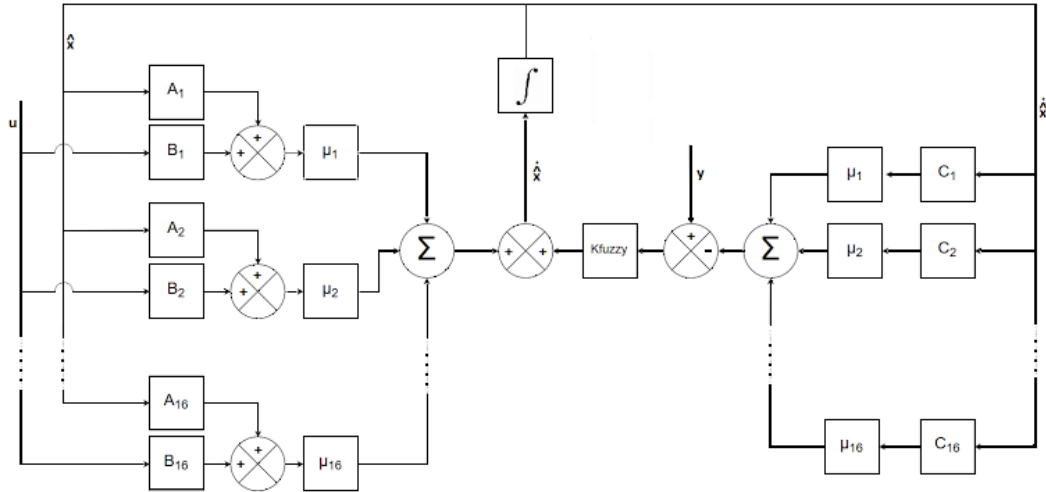 x̂
∫
A₁
u
B₁
+
+
μ₁
ẋ̂
ẋ̂
y
μ₁
C₁
A₂
+
+
B₂
μ₂
Σ
+
+
Kfuzzy
+
-
Σ
μ₂
C₂
A₁₆
+
+
B₁₆
μ₁₆
μ₁₆
C₁₆